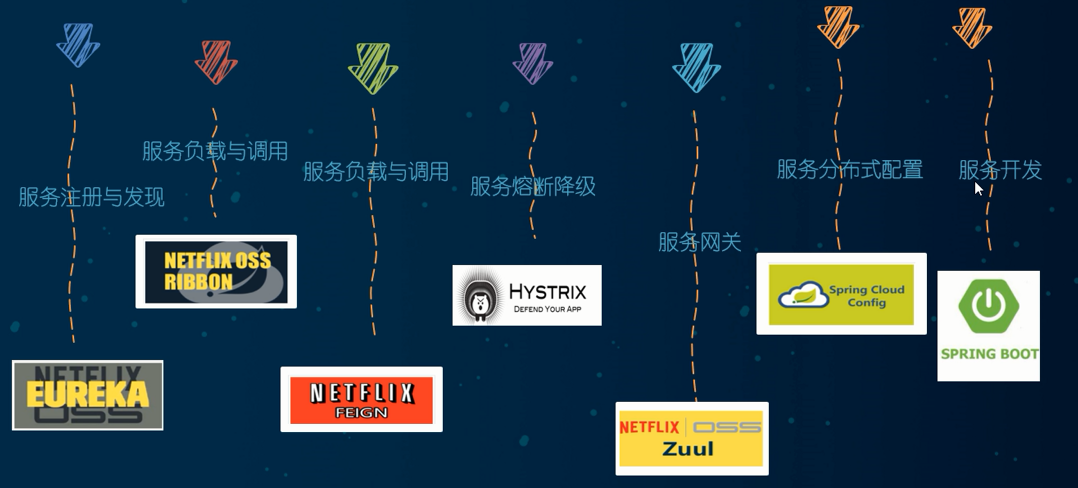 服务注册与发现
NETFLIX
EUREKA
OSS
服务负载与调用
NETFLIX OSS
RIBBON
服务负载与调用
NETFLIX
FEIGN
服务熔断降级
HYSTRIX
DEFEND YOUR APP
服务网关
NETFLIX OSS
Zuul
服务分布式配置
Spring Cloud
Config
服务开发
SPRING BOOT